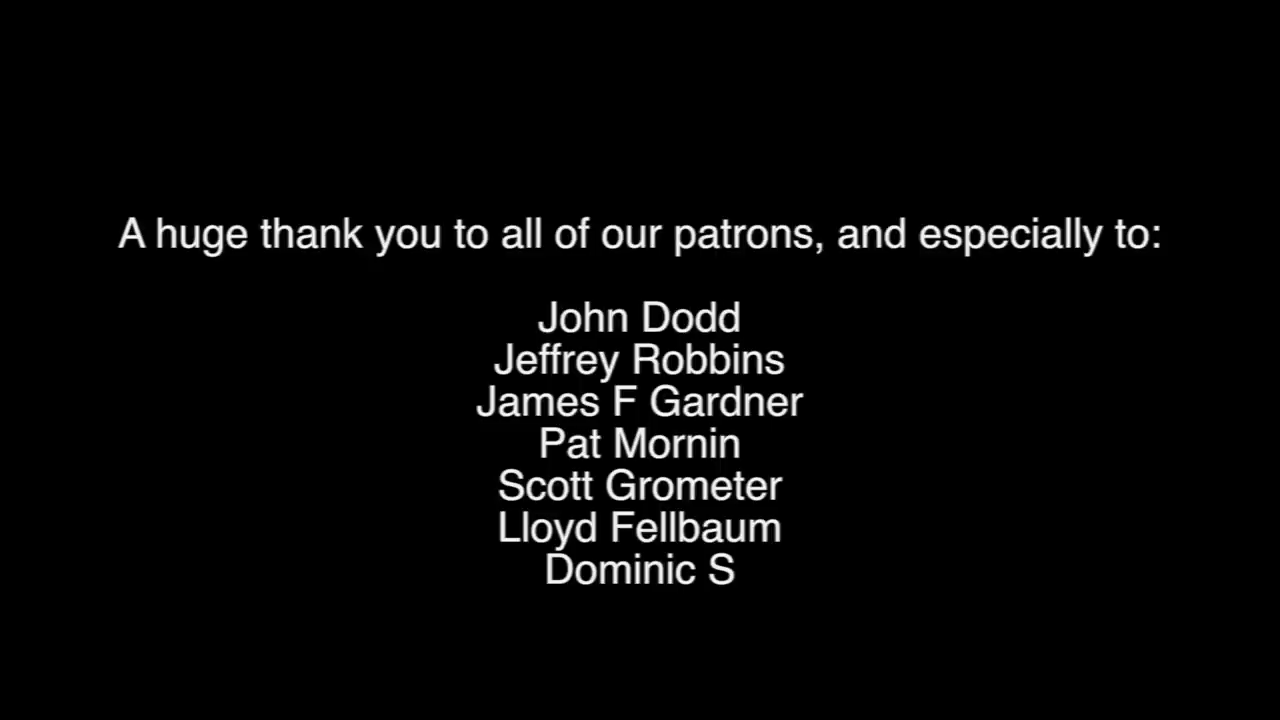 A huge thank you to all of our patrons, and especially to:
John Dodd
Jeffrey Robbins
James F Gardner
Pat Mornin
Scott Grometer
Lloyd Fellbaum
Dominic S